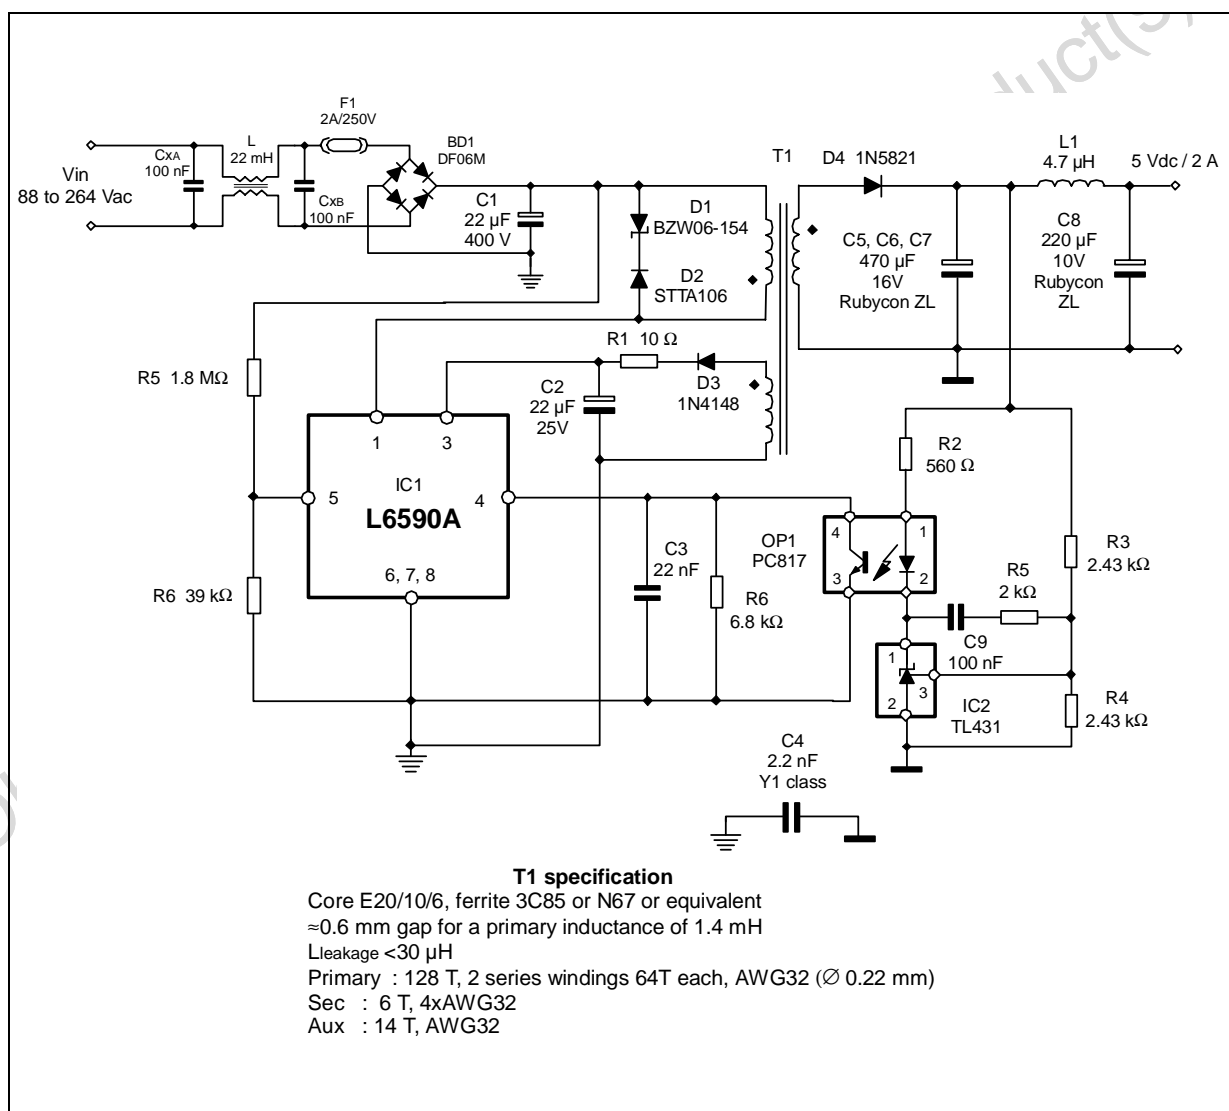 duct(s)
F1
2A/250V
L
22 mH
CXA
100 nF
BD1
DF06M
Vin
88 to 264 Vac
CXB
100 nF
C1
22 µF
400 V
D1
BZW06-154
D2
STTA106
T1
D4 1N5821
L1
4.7 µH
5 Vdc / 2 A
C5, C6, C7
470 µF
16V
Rubycon ZL
C8
220 µF
10V
Rubycon
ZL
R1 10 Ω
D3
1N4148
C2
22 µF
25V
R5 1.8 MΩ
1
3
IC1
L6590A
5
4
6, 7, 8
R6 39 kΩ
C3
22 nF
R6
6.8 kΩ
OP1
PC817
4
1
3
2
R2
560 Ω
R3
2.43 kΩ
R5
2 kΩ
C9
100 nF
1
3
2
IC2
TL431
R4
2.43 kΩ
C4
2.2 nF
Y1 class
T1 specification
Core E20/10/6, ferrite 3C85 or N67 or equivalent
≈0.6 mm gap for a primary inductance of 1.4 mH
Lleakage <30 µH
Primary : 128 T, 2 series windings 64T each, AWG32 (∅ 0.22 mm)
Sec : 6 T, 4xAWG32
Aux : 14 T, AWG32